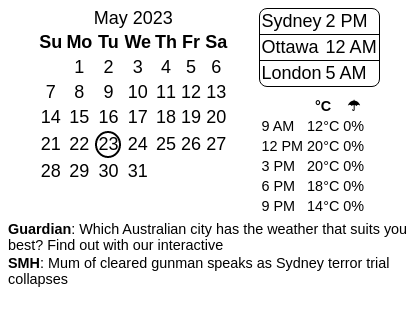 May 2023
Su Mo Tu We Th Fr Sa
1 2 3 4 5 6
7 8 9 10 11 12 13
14 15 16 17 18 19 20
21 22 23 24 25 26 27
28 29 30 31
Sydney 2 PM
Ottawa 12 AM
London 5 AM
°C ☂
9 AM 12°C 0%
12 PM 20°C 0%
3 PM 20°C 0%
6 PM 18°C 0%
9 PM 14°C 0%
Guardian: Which Australian city has the weather that suits you
best? Find out with our interactive
SMH: Mum of cleared gunman speaks as Sydney terror trial
collapses